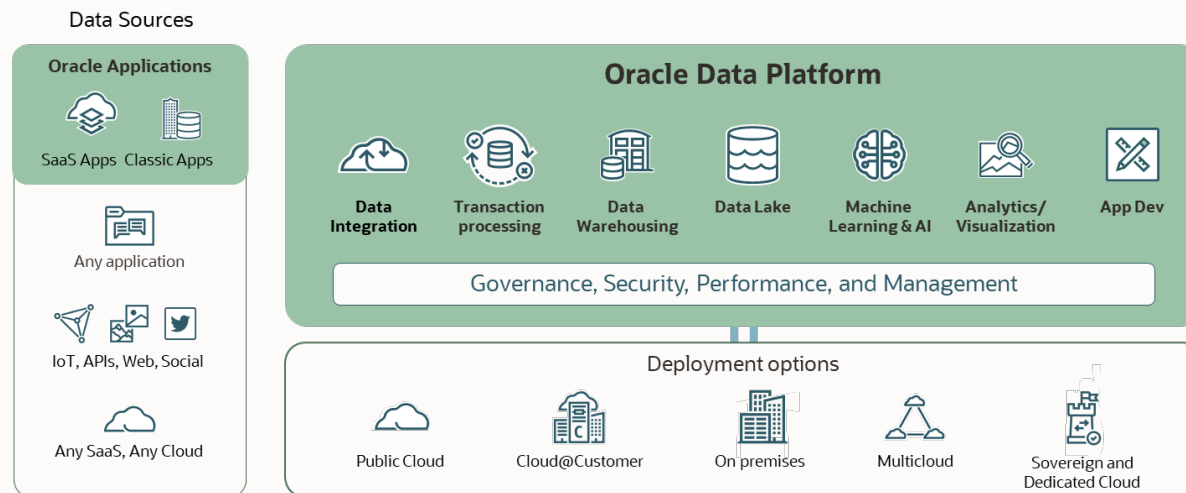 Data Sources
Oracle Applications
SaaS Apps Classic Apps
Any application
IoT, APIs, Web, Social
Any SaaS, Any Cloud
Oracle Data Platform
Data
Integration
Transaction
processing
Data
Warehousing
Data Lake
Machine
Learning & AI
Analytics/
Visualization
App Dev
Governance, Security, Performance, and Management
Deployment options
Public Cloud
C
Cloud@Customer
On premises
Multicloud
Sovereign and
Dedicated Cloud